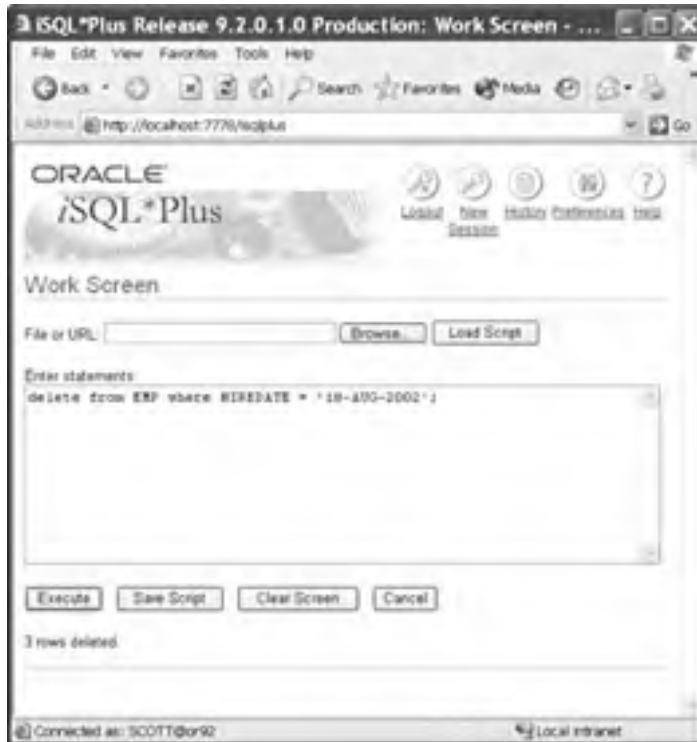 iSQL*Plus Release 9.2.0.1.0 Production: Work Screen - ...
File Edit View Favorites Tools Help
Back Search Favorites Media
Address http://localhost:7778/isqlplus Go
ORACLE
iSQL*Plus
Logout New Session History Preferences Help
Work Screen
File or URL: Browse... Load Script
Enter statements:
delete from EMP where HIREDATE = '18-AUG-2002';
Execute Save Script Clear Screen Cancel
3 rows deleted.
Connected as: SCOTT@or92 Local intranet